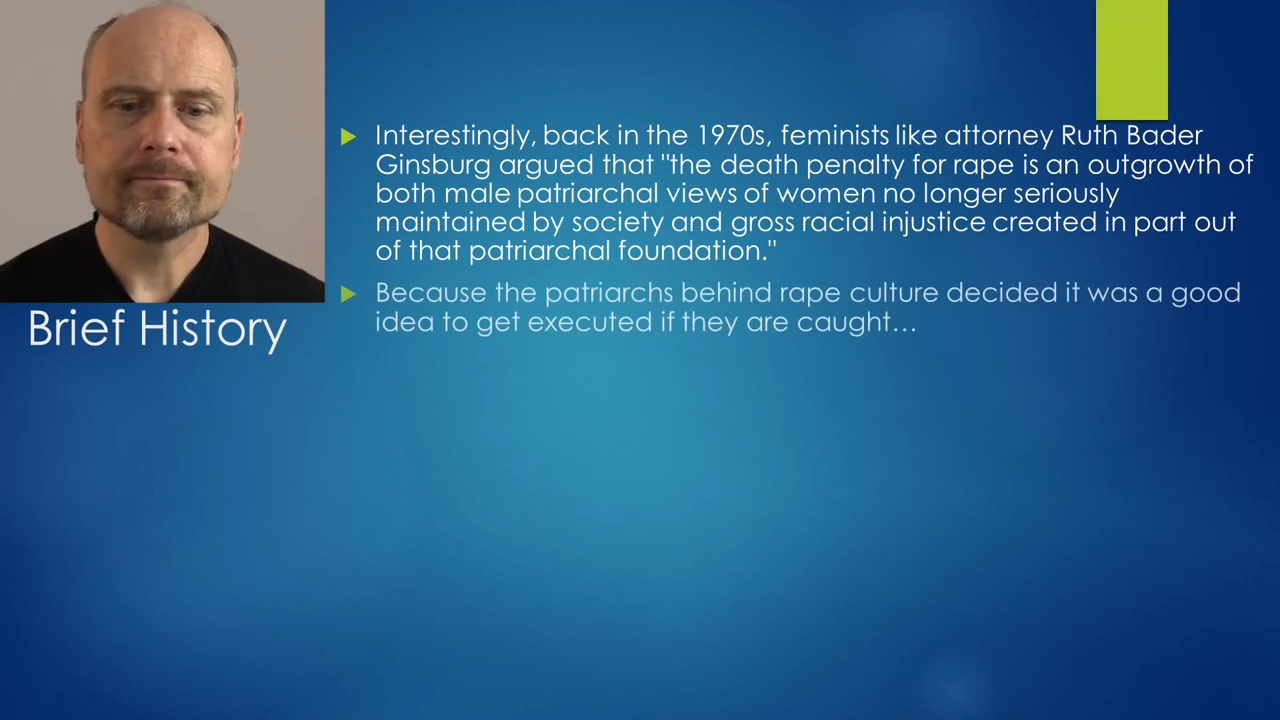 Interestingly, back in the 1970s, feminists like attorney Ruth Bader
Ginsburg argued that "the death penalty for rape is an outgrowth of
both male patriarchal views of women no longer seriously
maintained by society and gross racial injustice created in part out
of that patriarchal foundation."
Because the patriarchs behind rape culture decided it was a good
idea to get executed if they are caught…
Brief History